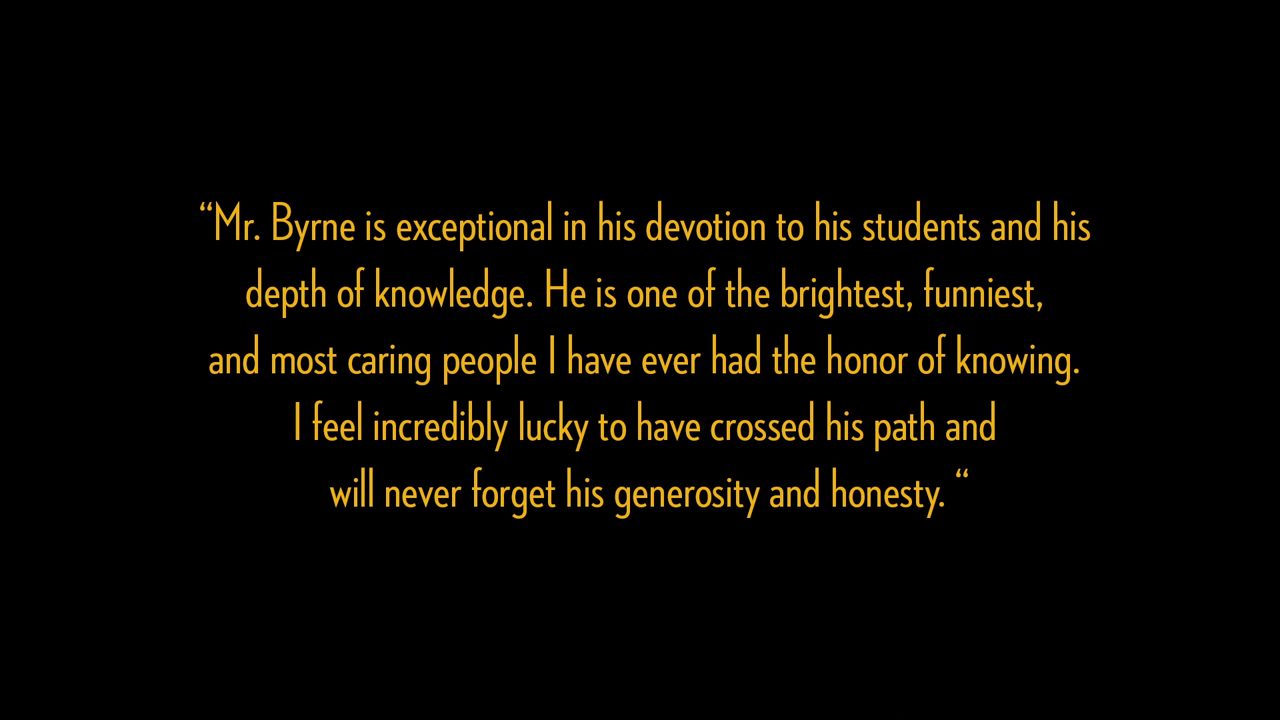 “Mr. Byrne is exceptional in his devotion to his students and his
depth of knowledge. He is one of the brightest, funniest,
and most caring people I have ever had the honor of knowing.
I feel incredibly lucky to have crossed his path and
will never forget his generosity and honesty. “